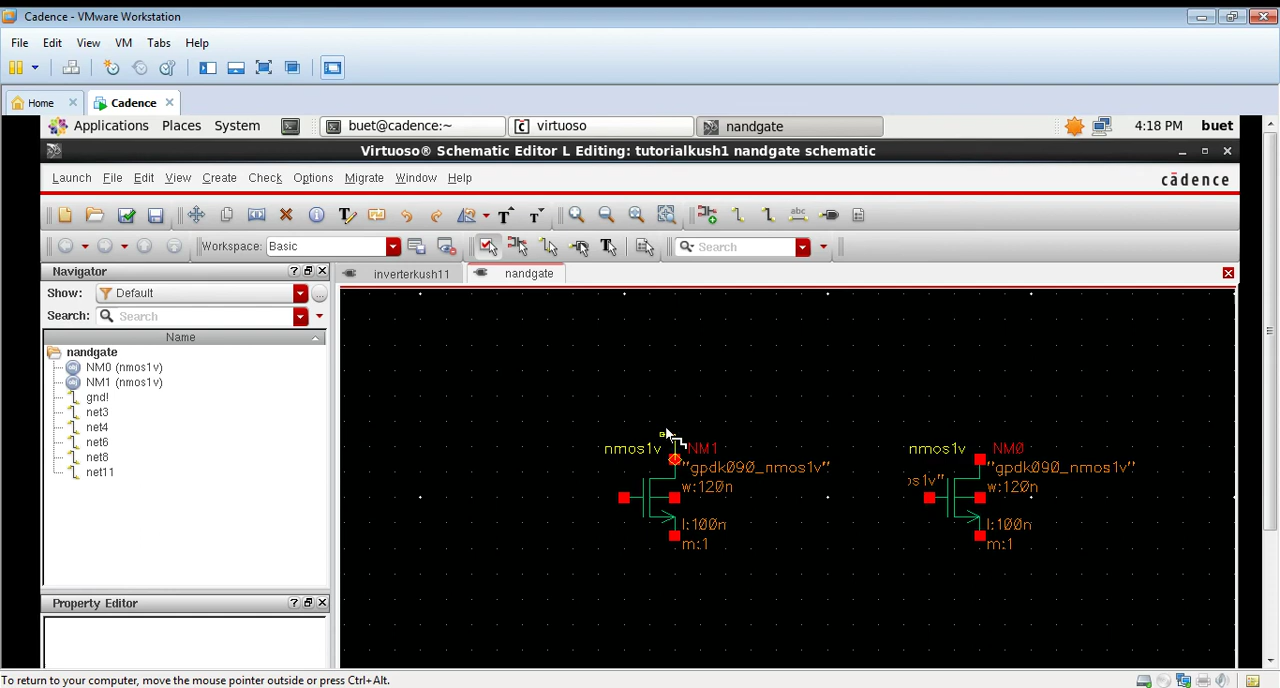 Cadence - VMware Workstation
File Edit View VM Tabs Help
Home Cadence
Applications Places System buet@cadence:~ virtuoso nandgate 4:18 PM buet
Virtuoso® Schematic Editor L Editing: tutorialkush1 nandgate schematic
Launch File Edit View Create Check Options Migrate Window Help cādence
abc
Workspace: Basic Search
Navigator inverterkush11 nandgate
Show: Default
Search: Search
Name
nandgate
NM0 (nmos1v)
NM1 (nmos1v)
gnd!
net3
net4
net6
net8
net11
nmos1v NM1
"gpdk090_nmos1v"
w:120n
l:100n
m:1
nmos1v NM0
"gpdk090_nmos1v"
os1v"
w:120n
l:100n
m:1
Property Editor
To return to your computer, move the mouse pointer outside or press Ctrl+Alt.